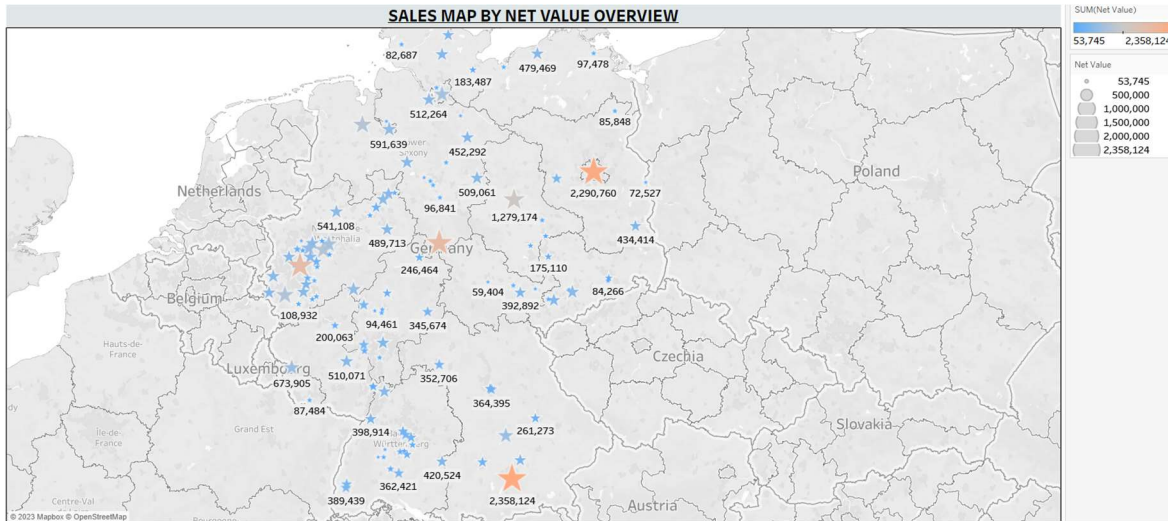 SALES MAP BY NET VALUE OVERVIEW
SUM(Net Value)
53,745 2,358,124
Net Value
53,745
500,000
1,000,000
1,500,000
2,000,000
2,358,124
82,687
479,469
97,478
183,487
512,264
85,848
591,639
452,292
Poland
Netherlands
509,061
2,290,760
72,527
96,841
1,279,174
541,108
434,414
489,713
Germany
246,464
175,110
Belgium
59,404
84,266
108,932
392,892
94,461
345,674
200,063
Hauts-de-
France
Czechia
Luxembourg
510,071
352,706
673,905
364,395
87,484
Slovakia
Île-de-
France
Grand Est
398,914
261,273
Württemberg
420,524
362,421
389,439
2,358,124
Centre-Val
Austria
© 2023 Mapbox © OpenStreetMap